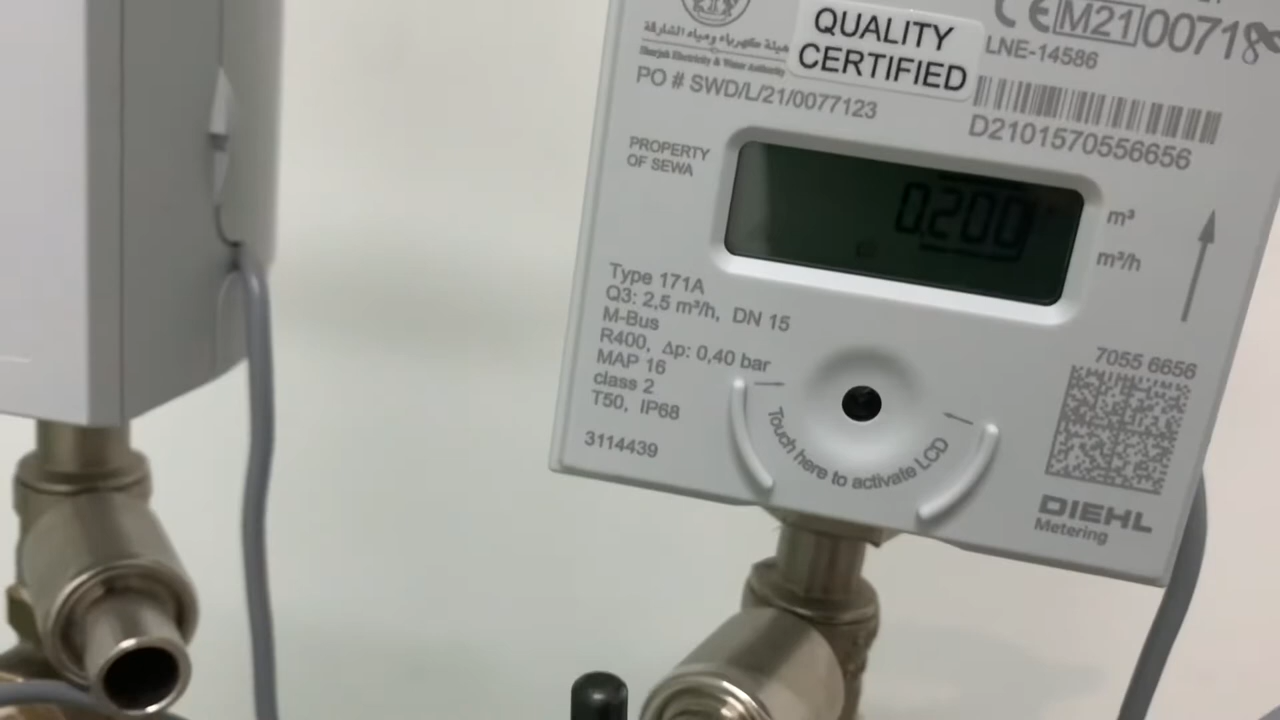 هيئة كهرباء ومياه الشارقة
Sharjah Electricity & Water Authority
PO # SWD/L/21/0077123
QUALITY
CERTIFIED
CE M21 0071
LNE-14586
D2101570556656
PROPERTY
OF SEWA
0.200
m³
m³/h
Type 171A
Q3: 2,5 m³/h, DN 15
M-Bus
R400, Δp: 0,40 bar
MAP 16
class 2
T50, IP68
3114439
Touch here to activate LCD
7055 6656
DIEHL
Metering